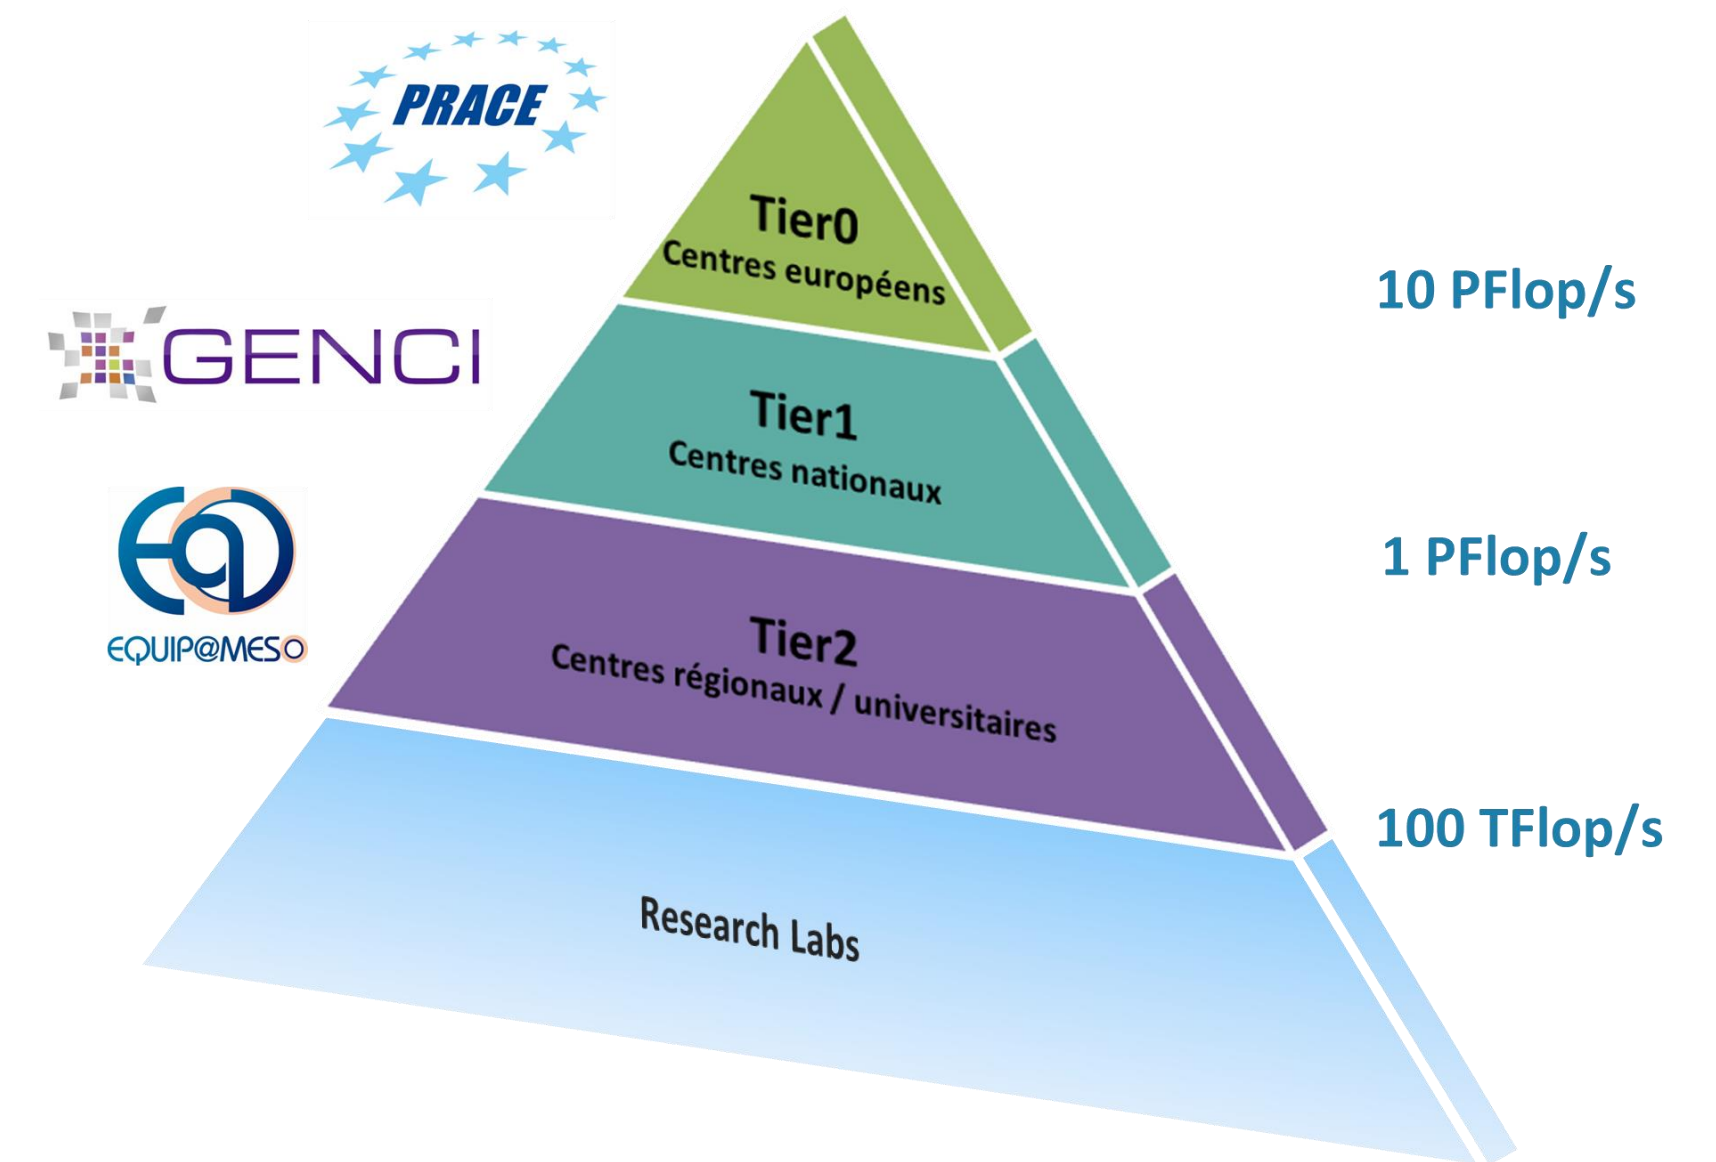 PRACE
Tier0
Centres européens
10 PFlop/s
GENCI
Tier1
Centres nationaux
1 PFlop/s
EQUIP@MESO
Tier2
Centres régionaux / universitaires
100 TFlop/s
Research Labs